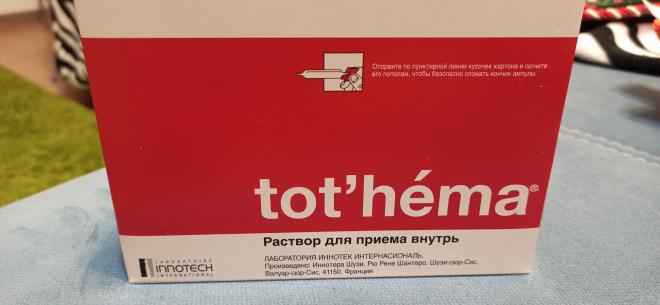 Оторвите по пунктирной линии кусочек картона и согните
его пополам, чтобы безопасно сломать кончик ампулы.
tot'héma®
Раствор для приема внутрь
LABORATOIRE
INNOTECH
INTERNATIONAL
ЛАБОРАТОРИЯ ИННОТЕК ИНТЕРНАСИОНАЛЬ,
Произведено: Иннотера Шузи, Рю Рене Шантеро, Шузи-сюр-Сис,
Валуар-сюр-Сис, 41150, Франция